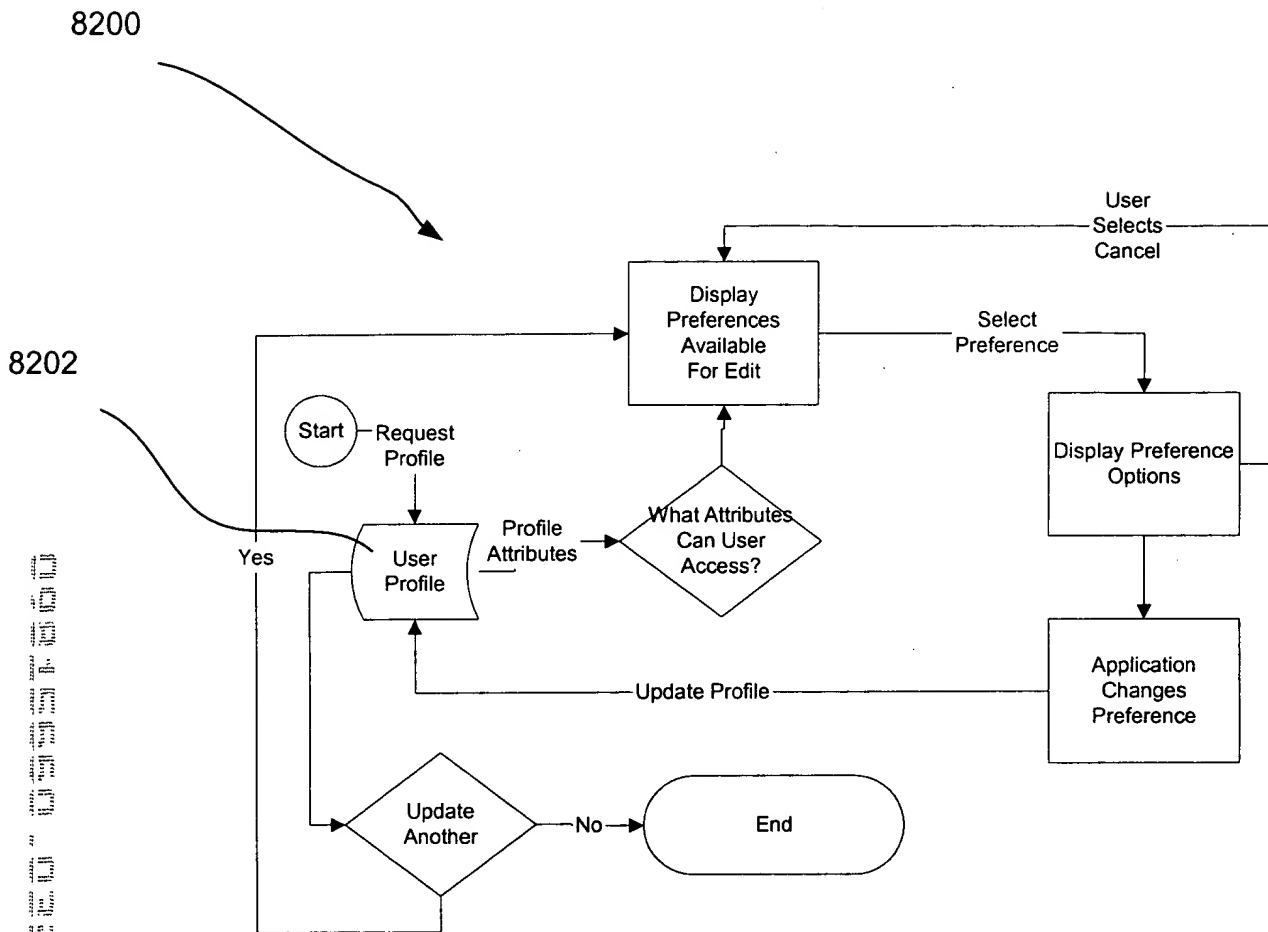 8200
User
Selects
Cancel
Display
Preferences
Available
For Edit
Select
Preference
8202
Start
Request
Profile
Display Preference
Options
What Attributes
Can User
Access?
Profile
Attributes
User
Profile
Yes
Application
Changes
Preference
Update Profile
Update
Another
No
End